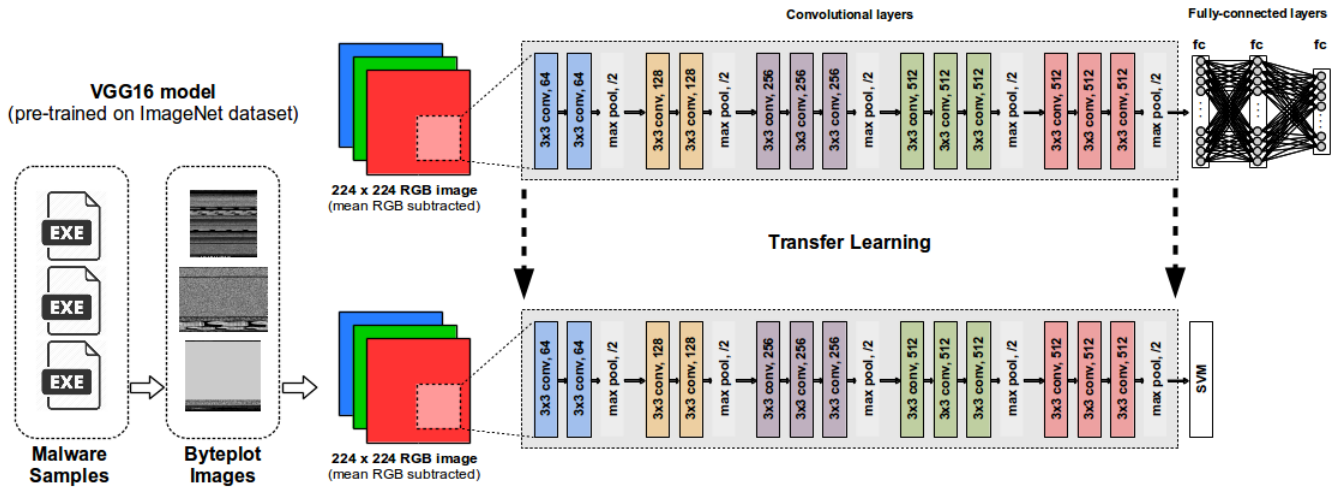 Convolutional layers
Fully-connected layers
fc
fc
fc
VGG16 model
(pre-trained on ImageNet dataset)
3x3 conv, 64
3x3 conv, 64
max pool, /2
3x3 conv, 128
3x3 conv, 128
max pool, /2
3x3 conv, 256
3x3 conv, 256
3x3 conv, 256
max pool, /2
3x3 conv, 512
3x3 conv, 512
3x3 conv, 512
max pool, /2
3x3 conv, 512
3x3 conv, 512
3x3 conv, 512
max pool, /2
224 x 224 RGB image
(mean RGB subtracted)
Transfer Learning
EXE
EXE
EXE
Malware
Samples
Byteplot
Images
3x3 conv, 64
3x3 conv, 64
max pool, /2
3x3 conv, 128
3x3 conv, 128
max pool, /2
3x3 conv, 256
3x3 conv, 256
3x3 conv, 256
max pool, /2
3x3 conv, 512
3x3 conv, 512
3x3 conv, 512
max pool, /2
3x3 conv, 512
3x3 conv, 512
3x3 conv, 512
max pool, /2
SVM
224 x 224 RGB image
(mean RGB subtracted)